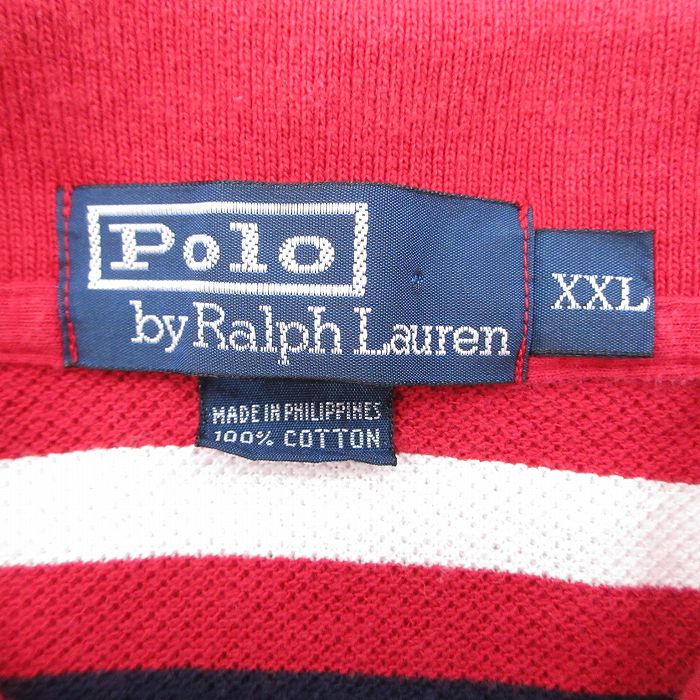 Polo
by Ralph Lauren
XXL
MADE IN PHILIPPINES
100% COTTON